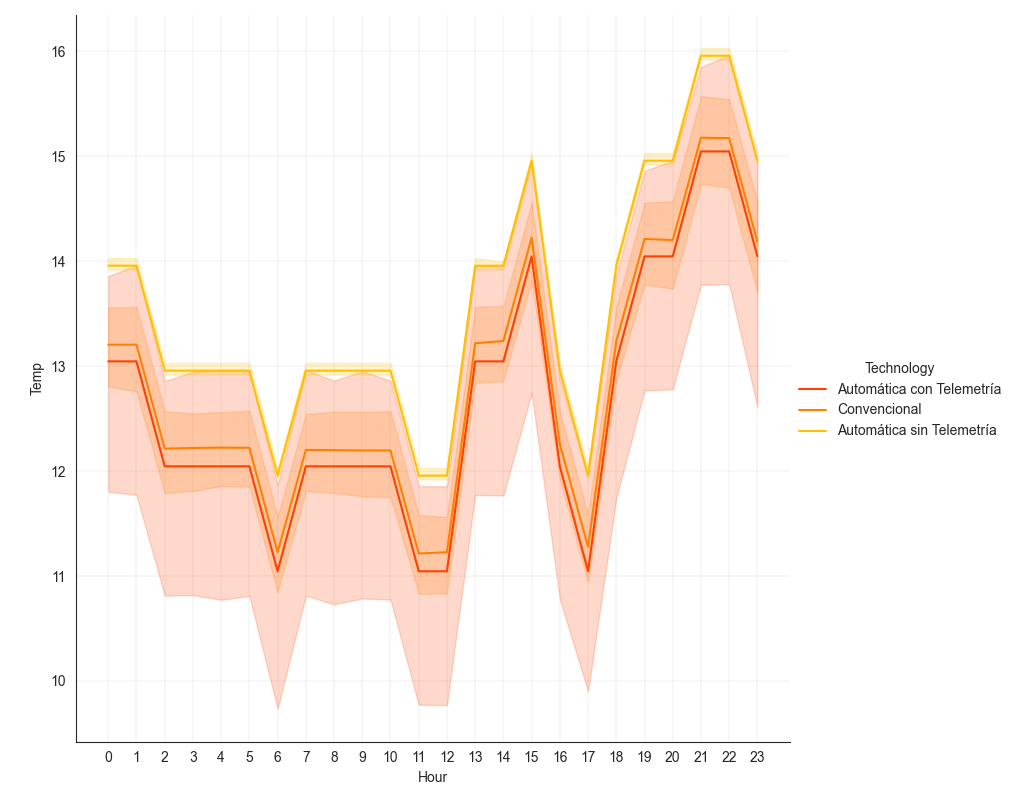 16
15
14
13
12
11
10
Temp
0 1 2 3 4 5 6 7 8 9 10 11 12 13 14 15 16 17 18 19 20 21 22 23
Hour
Technology
Automática con Telemetría
Convencional
Automática sin Telemetría